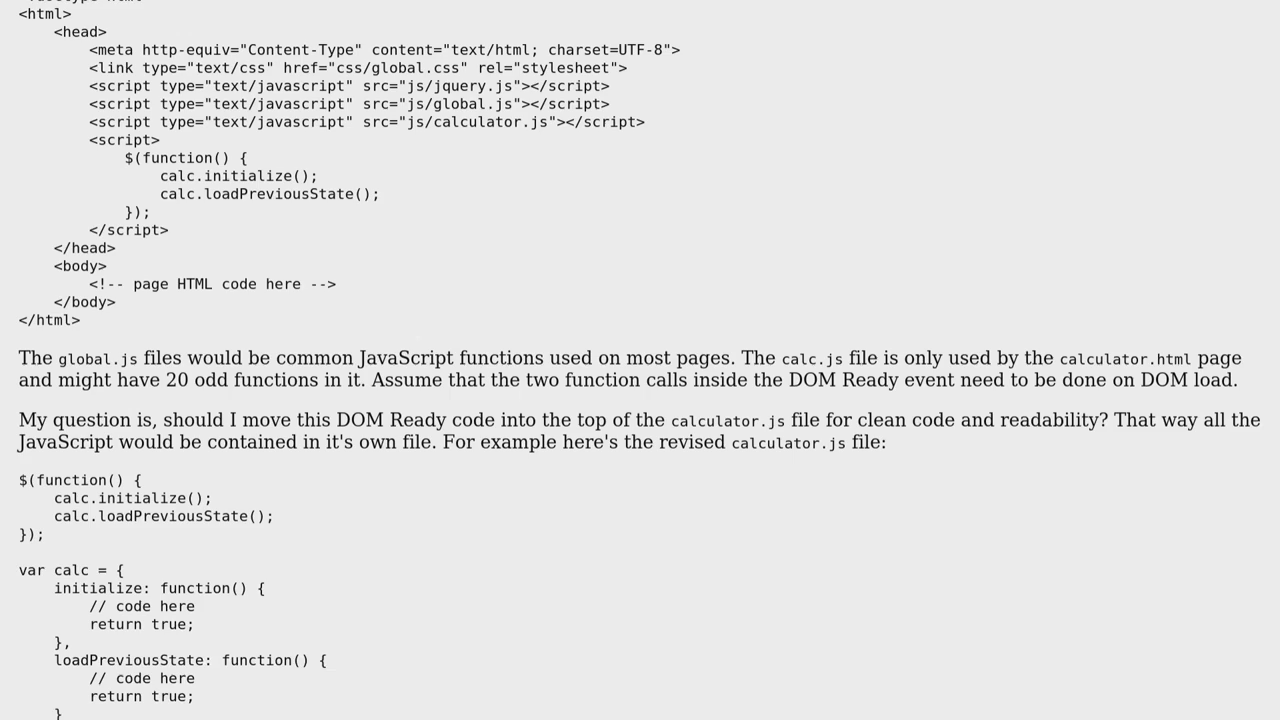 <html>
    <head>
        <meta http-equiv="Content-Type" content="text/html; charset=UTF-8">
        <link type="text/css" href="css/global.css" rel="stylesheet">
        <script type="text/javascript" src="js/jquery.js"></script>
        <script type="text/javascript" src="js/global.js"></script>
        <script type="text/javascript" src="js/calculator.js"></script>
        <script>
            $(function() {
                calc.initialize();
                calc.loadPreviousState();
            });
        </script>
    </head>
    <body>
        <!-- page HTML code here -->
    </body>
</html>
The global.js files would be common JavaScript functions used on most pages. The calc.js file is only used by the calculator.html page
and might have 20 odd functions in it. Assume that the two function calls inside the DOM Ready event need to be done on DOM load.
My question is, should I move this DOM Ready code into the top of the calculator.js file for clean code and readability? That way all the
JavaScript would be contained in it's own file. For example here's the revised calculator.js file:
$(function() {
    calc.initialize();
    calc.loadPreviousState();
});
var calc = {
    initialize: function() {
        // code here
        return true;
    },
    loadPreviousState: function() {
        // code here
        return true;
    }